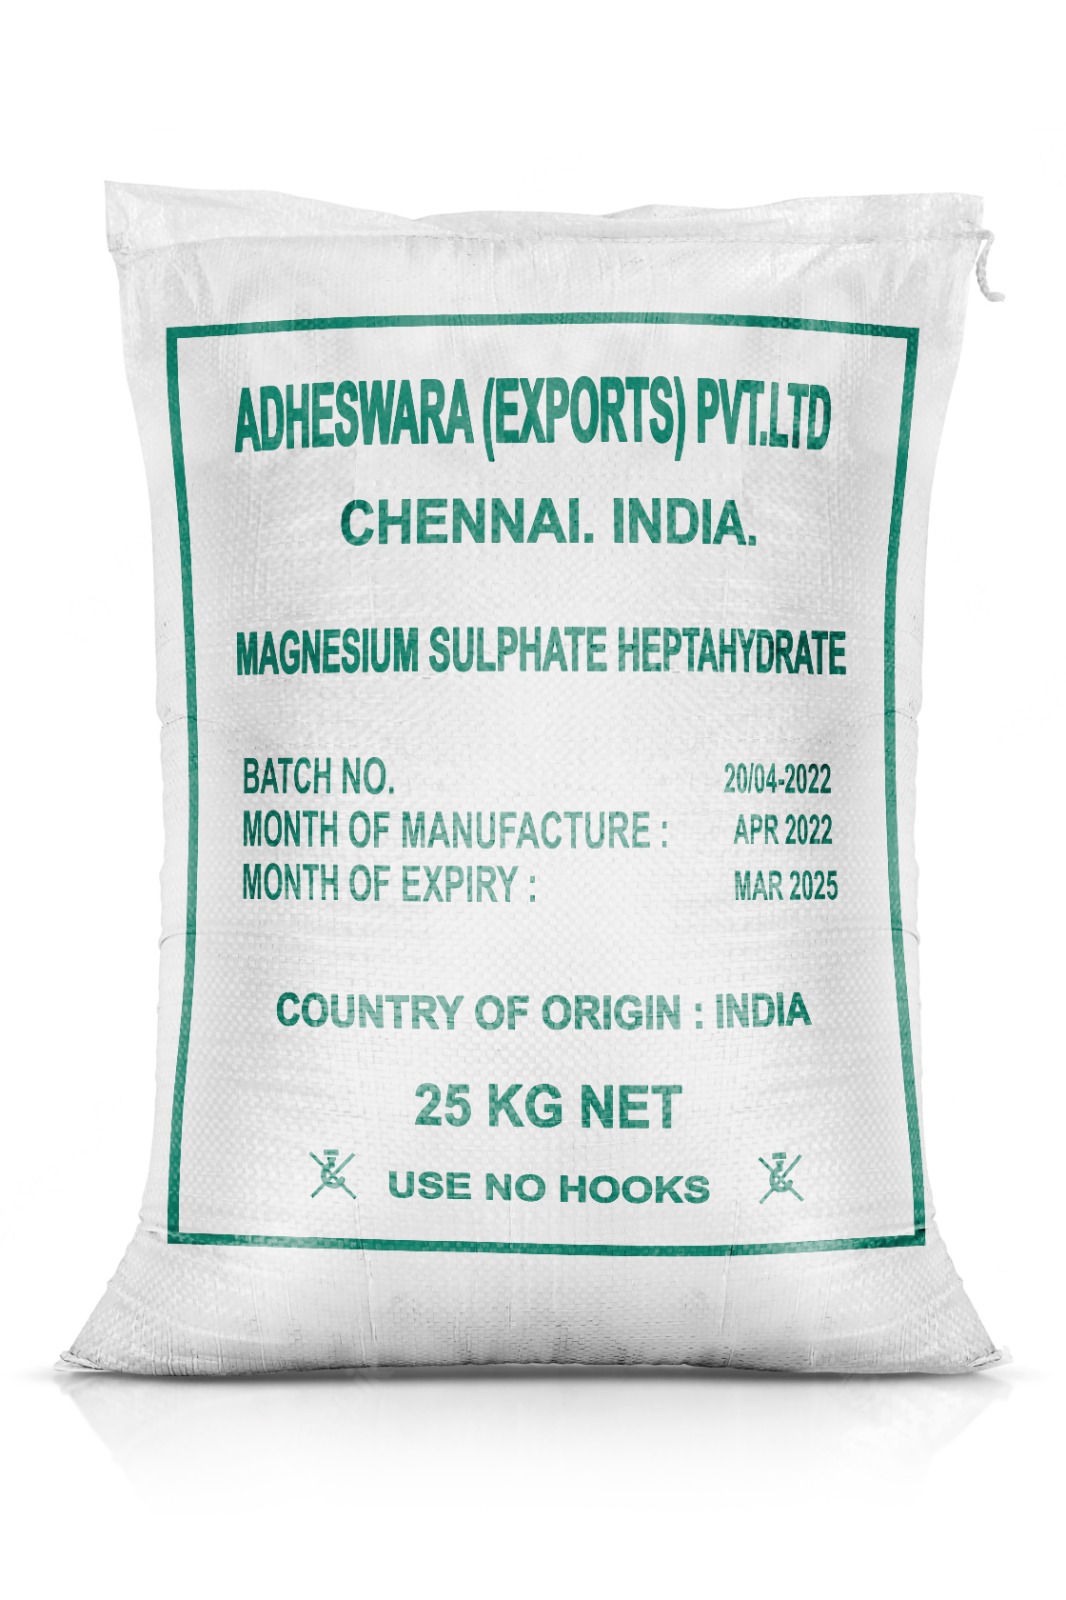 ADHESWARA (EXPORTS) PVT.LTD
CHENNAI. INDIA.
MAGNESIUM SULPHATE HEPTAHYDRATE
BATCH NO. 20/04-2022
MONTH OF MANUFACTURE : APR 2022
MONTH OF EXPIRY : MAR 2025
COUNTRY OF ORIGIN : INDIA
25 KG NET
USE NO HOOKS